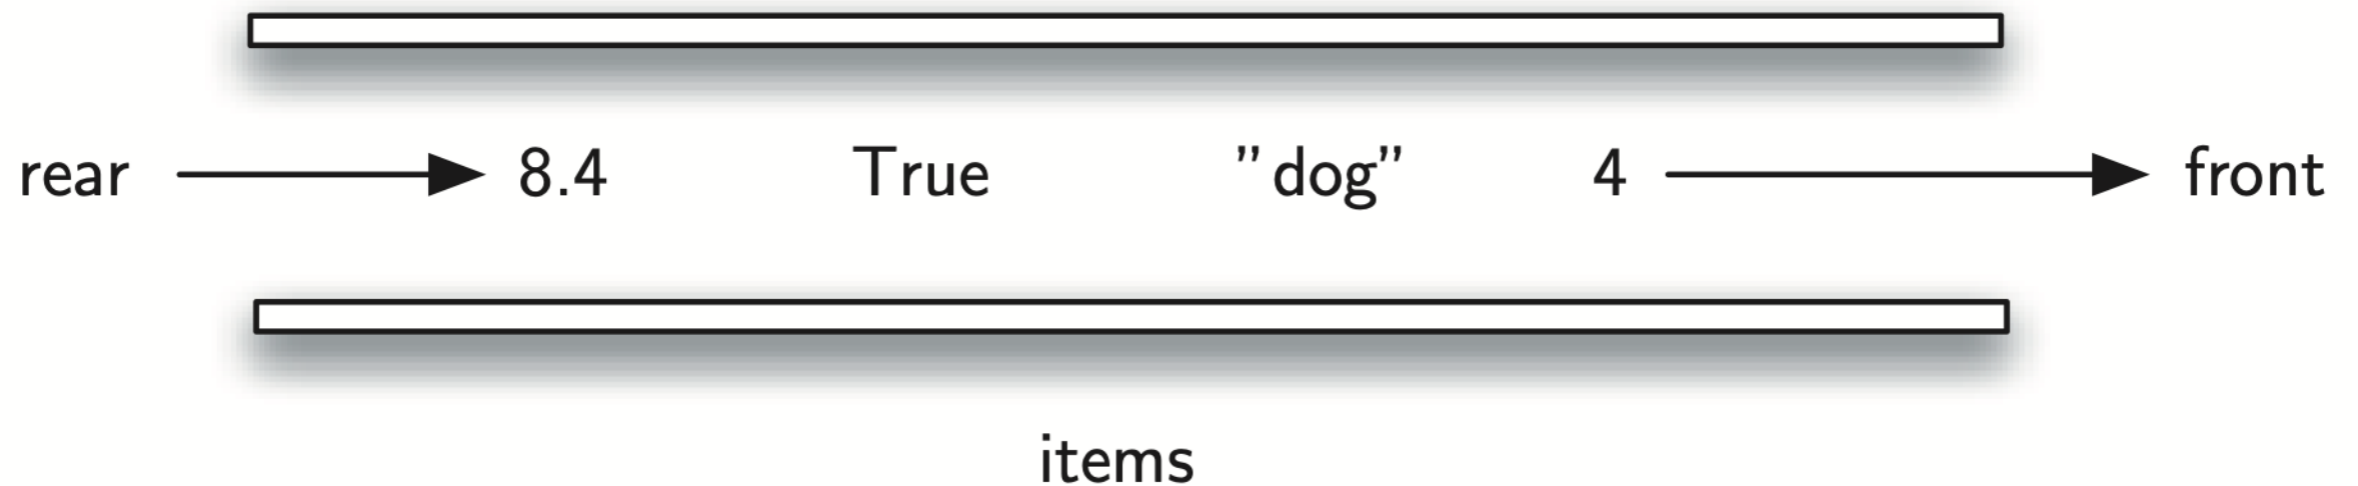 rear 8.4 True ”dog” 4 front
items